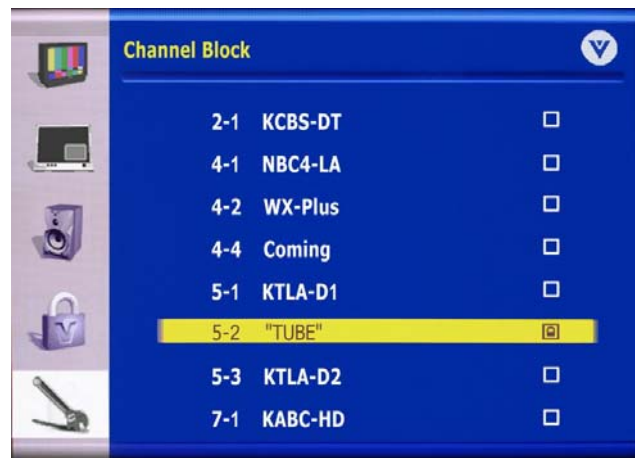 Channel Block
2-1 KCBS-DT
4-1 NBC4-LA
4-2 WX-Plus
4-4 Coming
5-1 KTLA-D1
5-2 "TUBE"
5-3 KTLA-D2
7-1 KABC-HD